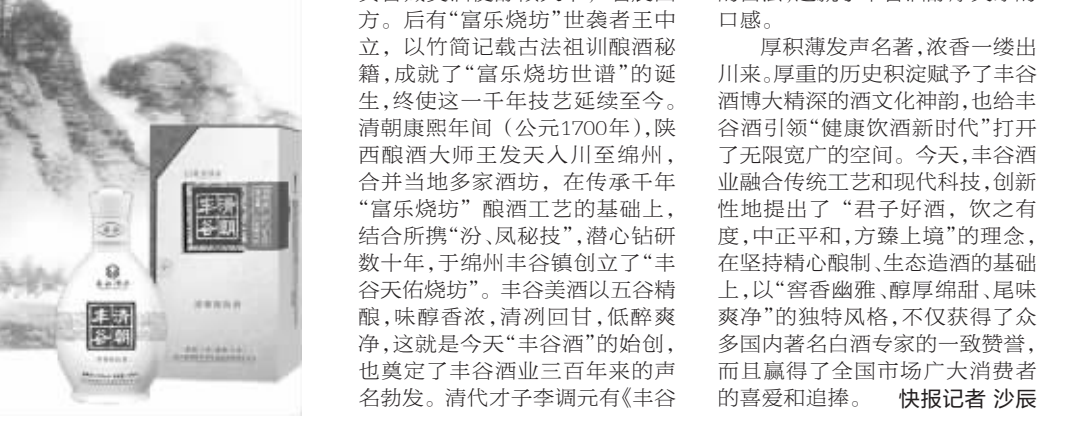 清朝
丰谷
清朝
丰谷
方。后有“富乐烧坊”世袭者王中
立，以竹简记载古法祖训酿酒秘
籍，成就了“富乐烧坊世谱”的诞
生，终使这一千年技艺延续至今。
清朝康熙年间（公元1700年），陕
西酿酒大师王发天入川至绵州，
合并当地多家酒坊，在传承千年
“富乐烧坊”酿酒工艺的基础上，
结合所携“汾、凤秘技”，潜心钻研
数十年，于绵州丰谷镇创立了“丰
谷天佑烧坊”。丰谷美酒以五谷精
酿，味醇香浓，清冽回甘，低醉爽
净，这就是今天“丰谷酒”的始创，
也奠定了丰谷酒业三百年来的声
名勃发。清代才子李调元有《丰谷
口感。
厚积薄发声名著，浓香一缕出
川来。厚重的历史积淀赋予了丰谷
酒博大精深的酒文化神韵，也给丰
谷酒引领“健康饮酒新时代”打开
了无限宽广的空间。今天，丰谷酒
业融合传统工艺和现代科技，创新
性地提出了“君子好酒，饮之有
度，中正平和，方臻上境”的理念，
在坚持精心酿制、生态造酒的基础
上，以“窖香幽雅、醇厚绵甜、尾味
爽净”的独特风格，不仅获得了众
多国内著名白酒专家的一致赞誉，
而且赢得了全国市场广大消费者
的喜爱和追捧。 快报记者 沙辰